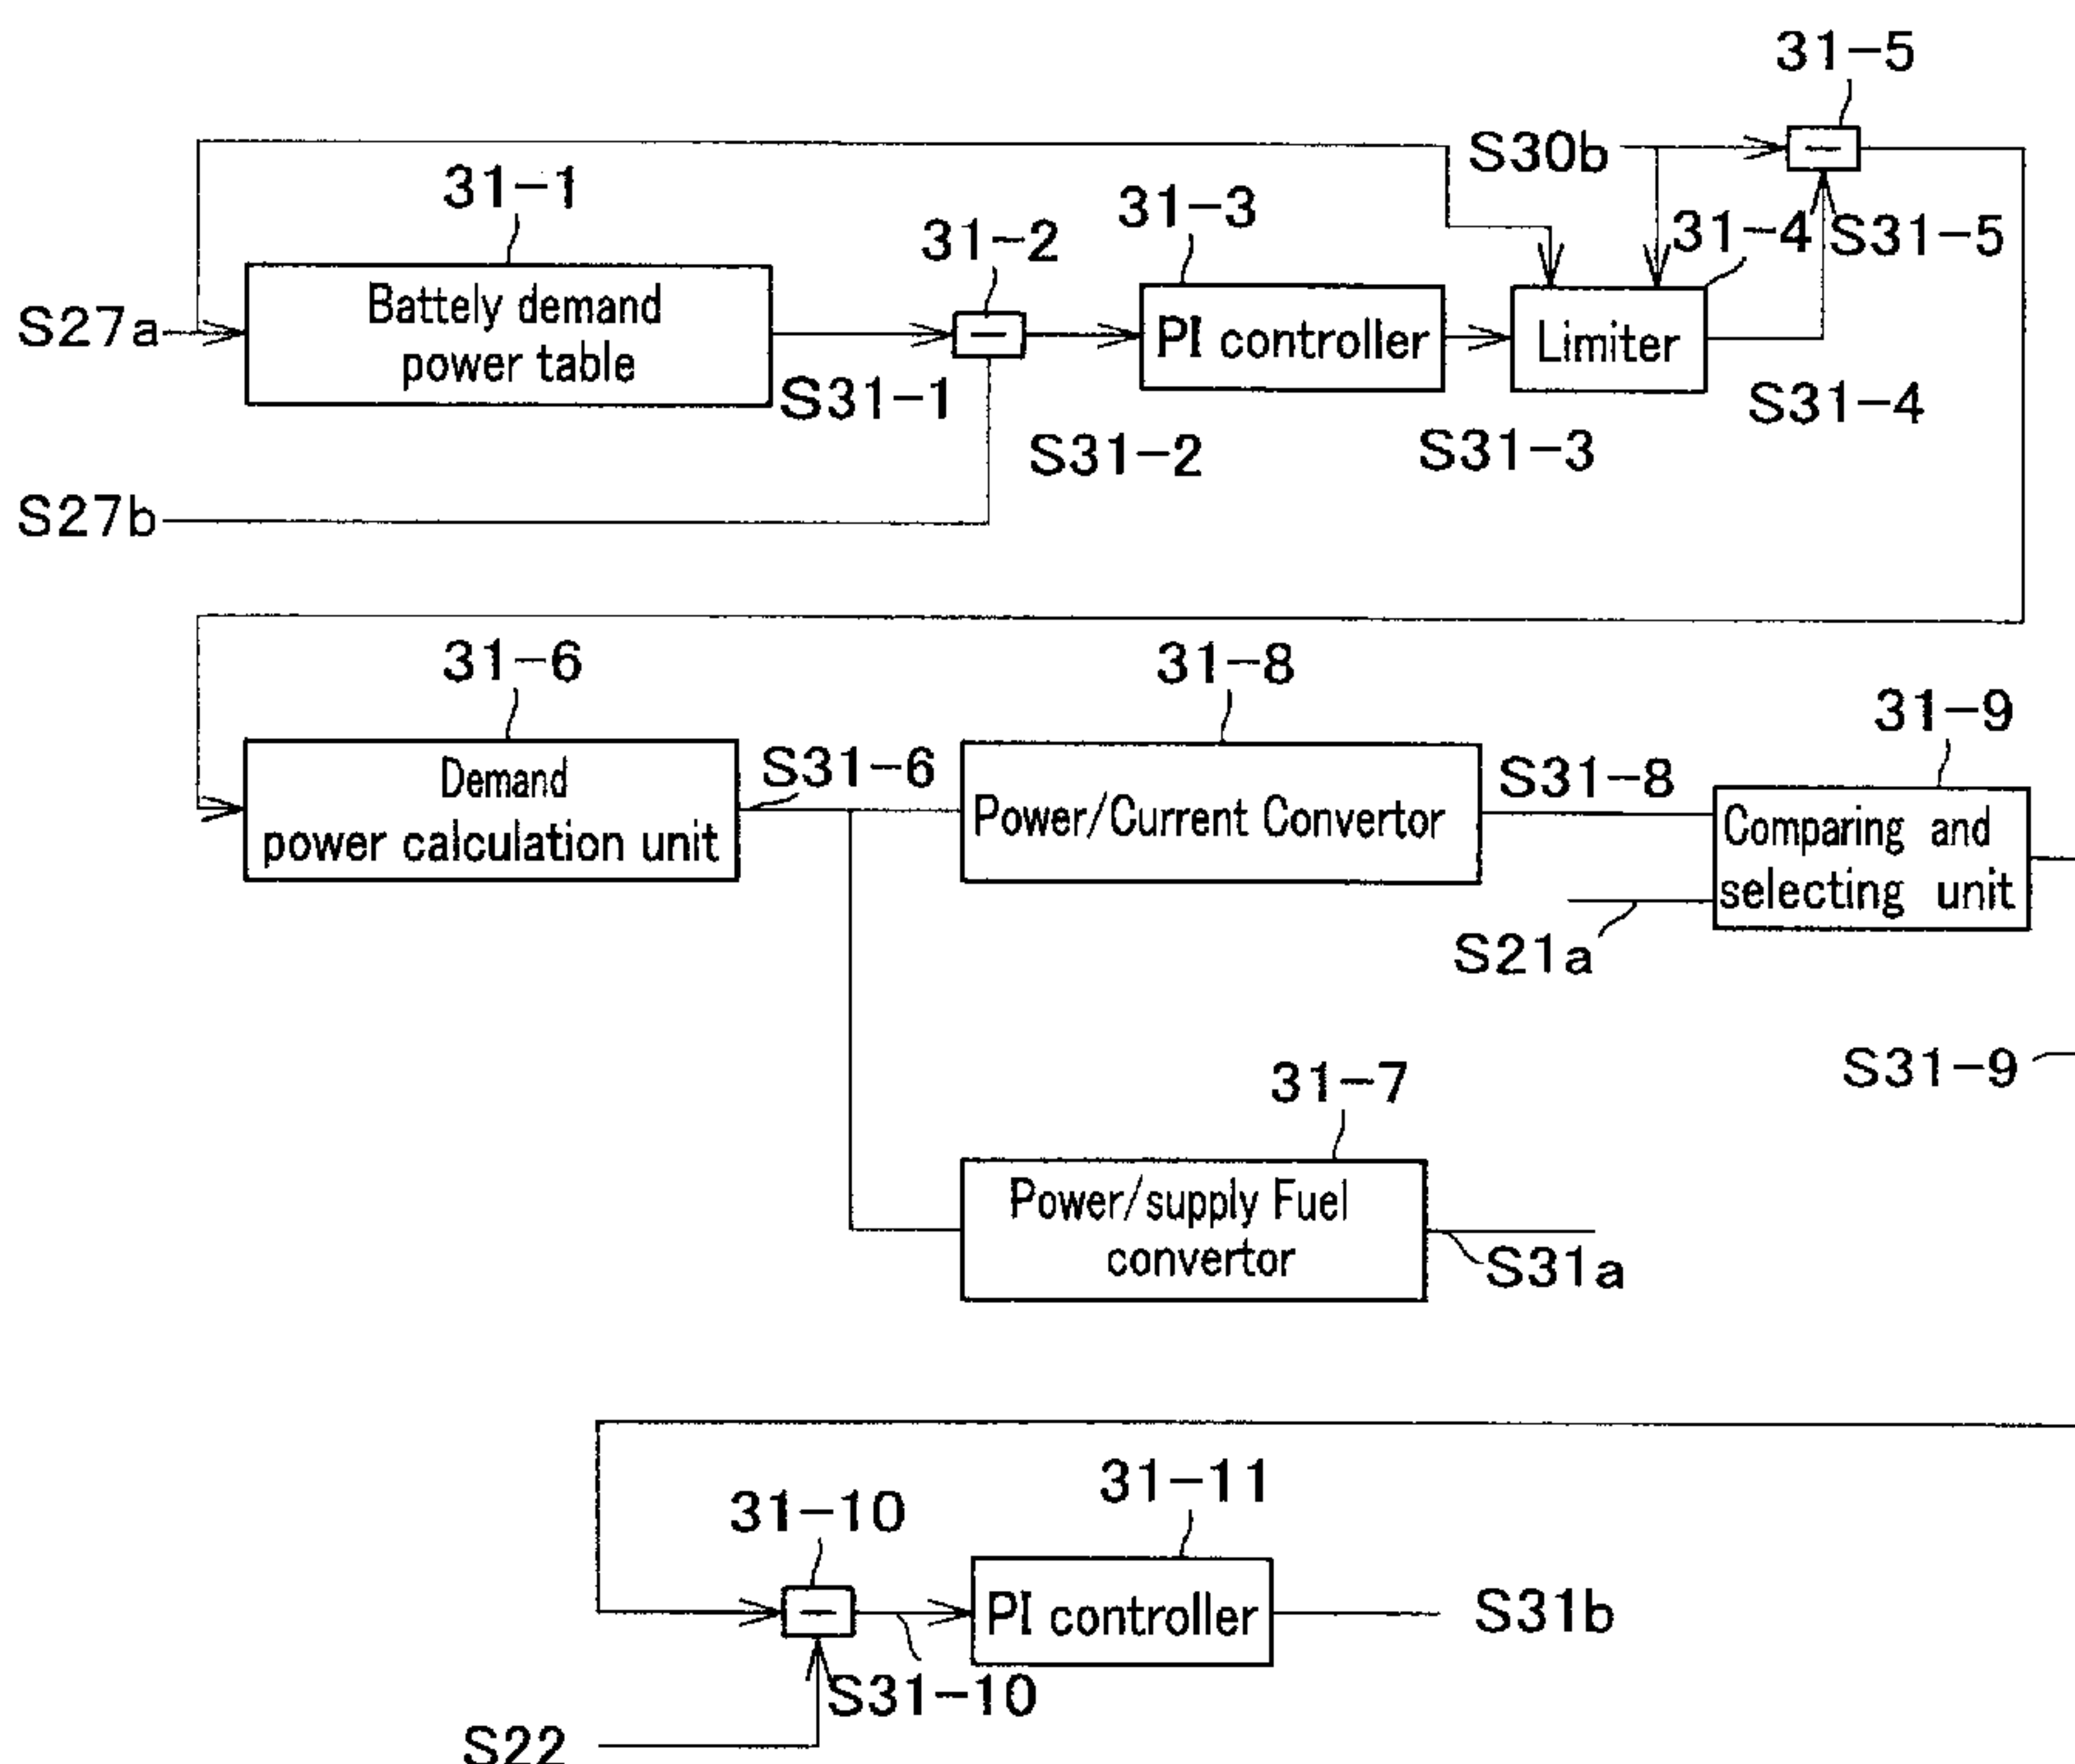 31-5
S30b
31-1
31-3
31-2
31-4
S31-5
S27a
Battely demand
power table
PI controller
Limiter
S31-1
S31-4
S31-2
S31-3
S27b
31-6
31-8
31-9
Demand
power calculation unit
S31-6
Power/Current Convertor
S31-8
Comparing and
selecting unit
S21a
S31-9
31-7
Power/supply Fuel
convertor
S31a
31-11
31-10
PI controller
S31b
S31-10
S22